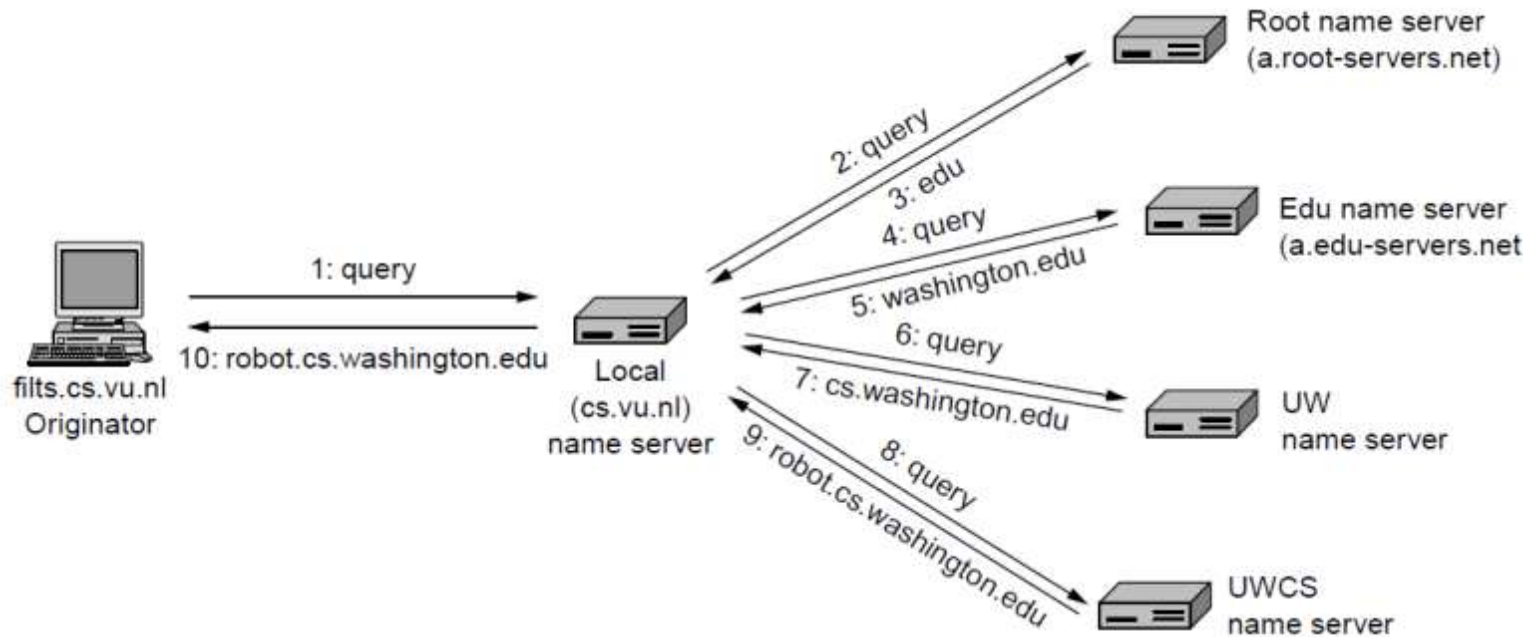 Root name server
(a.root-servers.net)
2: query
3: edu
4: query
Edu name server
(a.edu-servers.net
5: washington.edu
1: query
10: robot.cs.washington.edu
filts.cs.vu.nl
Originator
Local
(cs.vu.nl)
name server
6: query
7: cs.washington.edu
UW
name server
8: query
9: robot.cs.washington.edu
UWCS
name server